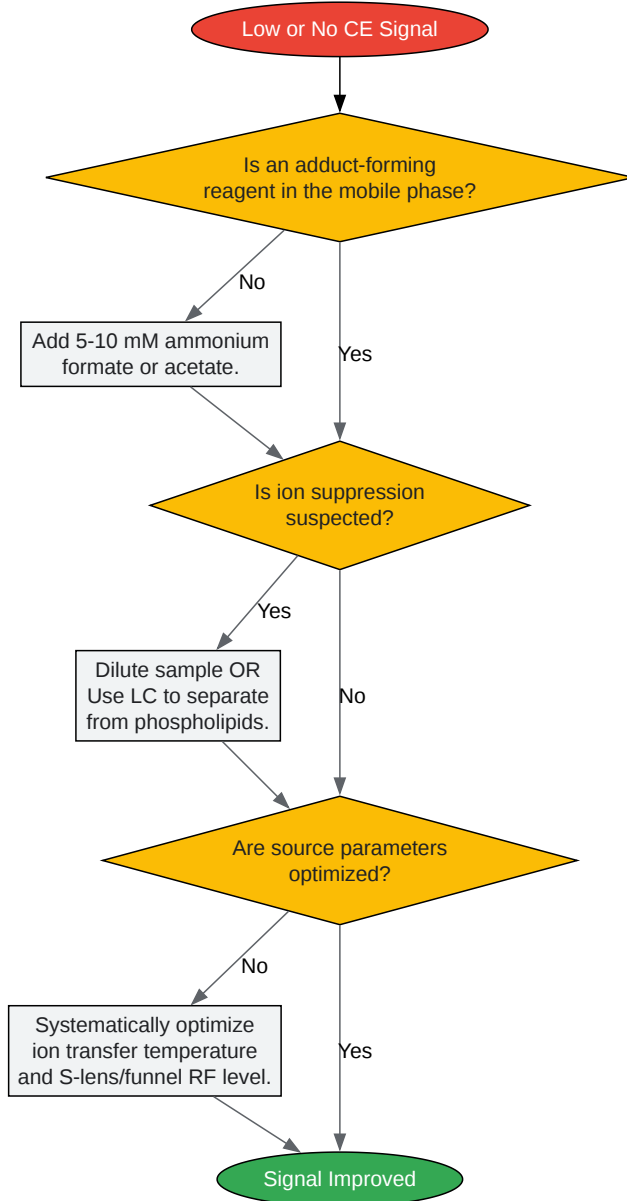 Low or No CE Signal
Is an adduct-forming
reagent in the mobile phase?
No
Add 5-10 mM ammonium
formate or acetate.
Yes
Is ion suppression
suspected?
Yes
Dilute sample OR
Use LC to separate
from phospholipids.
No
Are source parameters
optimized?
No
Systematically optimize
ion transfer temperature
and S-lens/funnel RF level.
Yes
Signal Improved